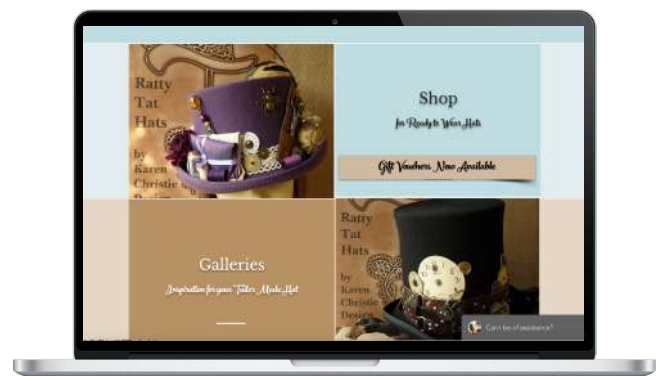 Ratty
Tat
Hats
by
Karen
Christie
Design
Shop
for Ready to Wear Hats
Gift Vouchers Now Available
Galleries
Inspiration for your Tailor Made Hat
Ratty
Tat
Hats
by
Karen
Christie
Design
Can I be of assistance?